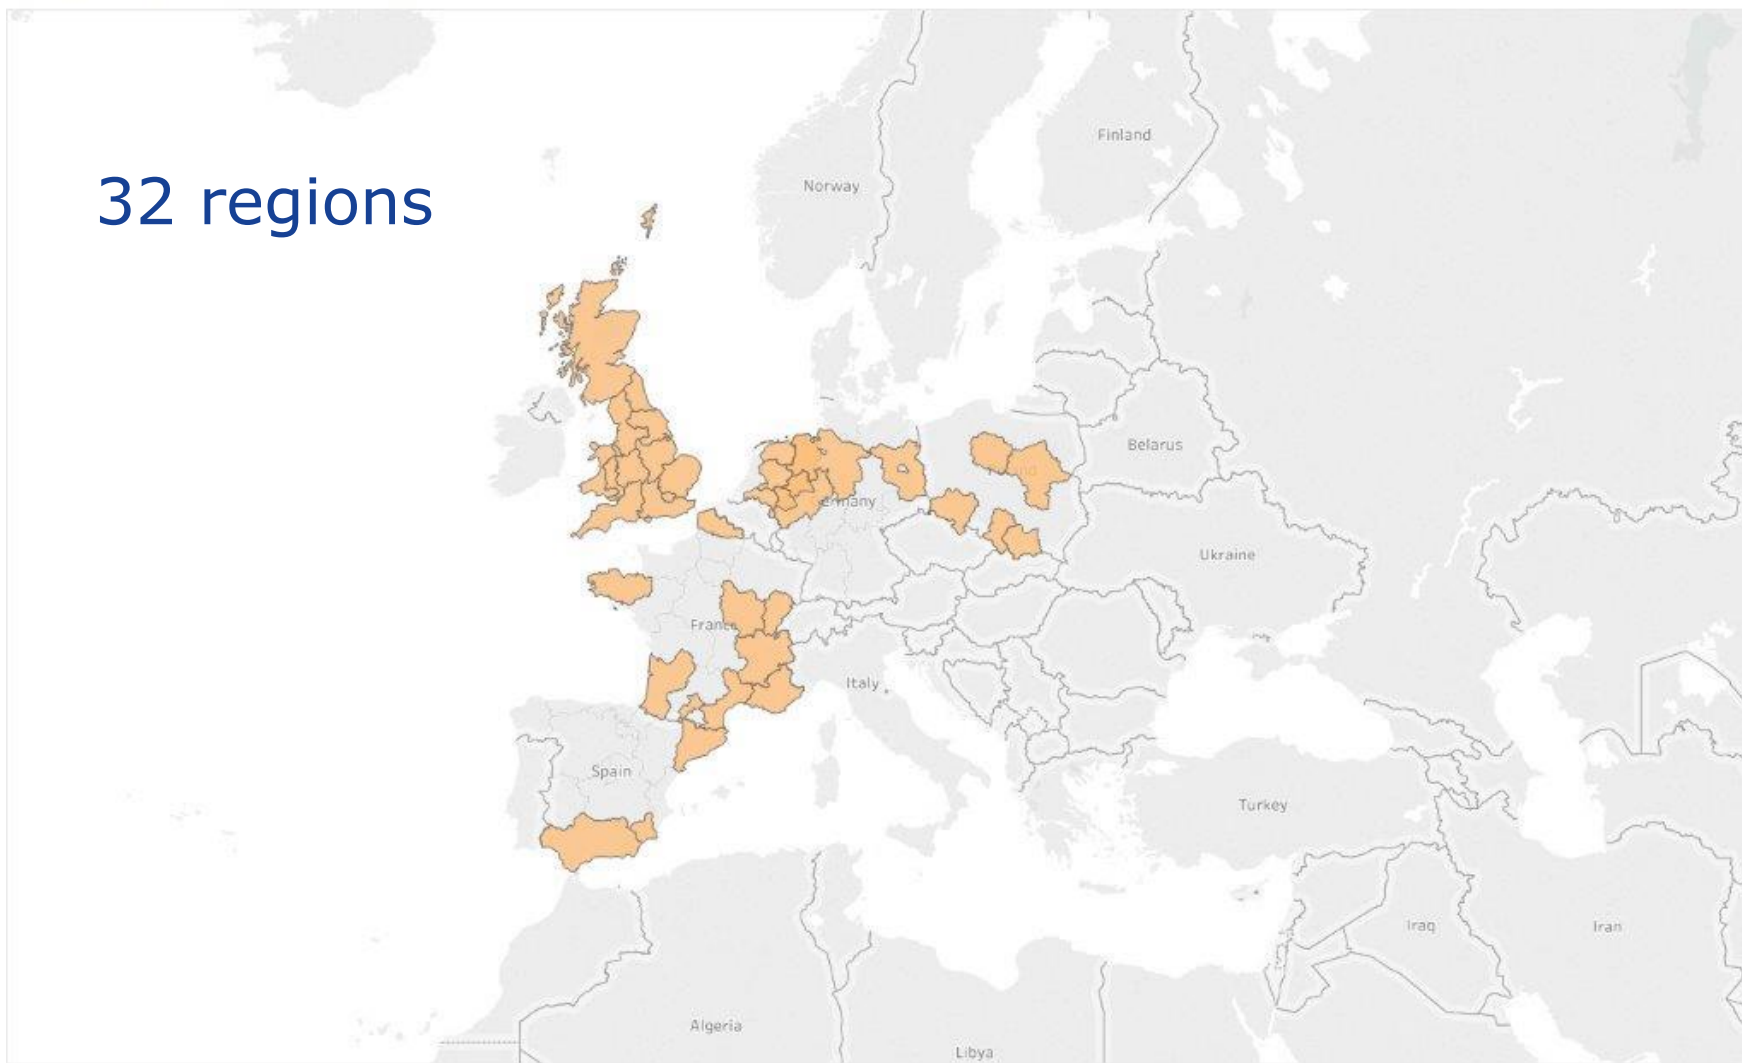 32 regions
Finland
Norway
Belarus
Ukraine
France
Italy
Spain
Turkey
Iraq
Iran
Algeria
Libya